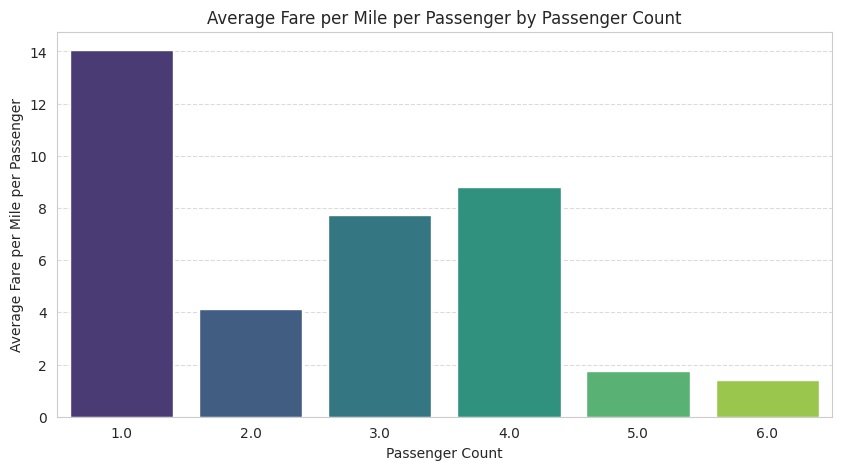 Average Fare per Mile per Passenger by Passenger Count
Average Fare per Mile per Passenger
14
12
10
8
6
4
2
0
1.0 2.0 3.0 4.0 5.0 6.0
Passenger Count